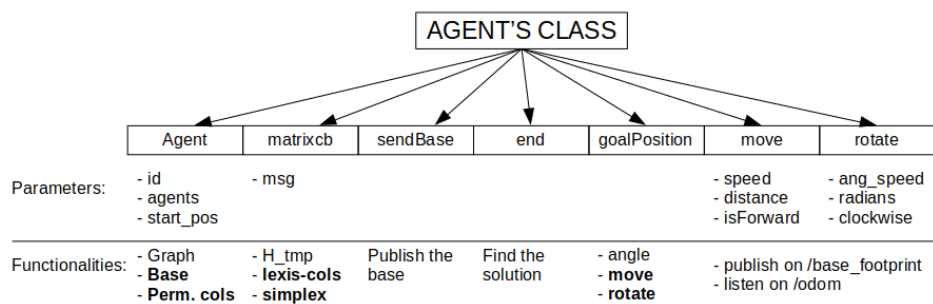 AGENT'S CLASS
Agent matrixcb sendBase end goalPosition move rotate
Parameters: - id - msg - speed - ang_speed
- agents - distance - radians
- start_pos - isForward - clockwise
Functionalities: - Graph - H_tmp Publish the Find the - angle
- Base - lexis-cols base solution - move - publish on /base_footprint
- Perm. cols - simplex - rotate - listen on /odom